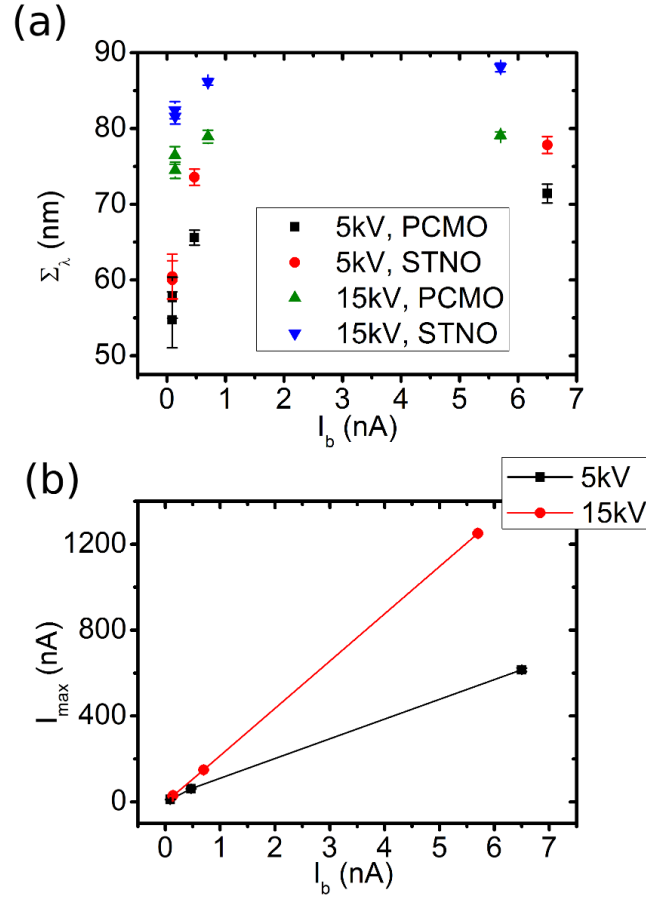 (a)
90
80
70
60
50
Σλ (nm)
5kV, PCMO
5kV, STNO
15kV, PCMO
15kV, STNO
0 1 2 3 4 5 6 7
Ib (nA)
(b)
5kV
15kV
1200
800
400
0
Imax (nA)
0 1 2 3 4 5 6 7
Ib (nA)